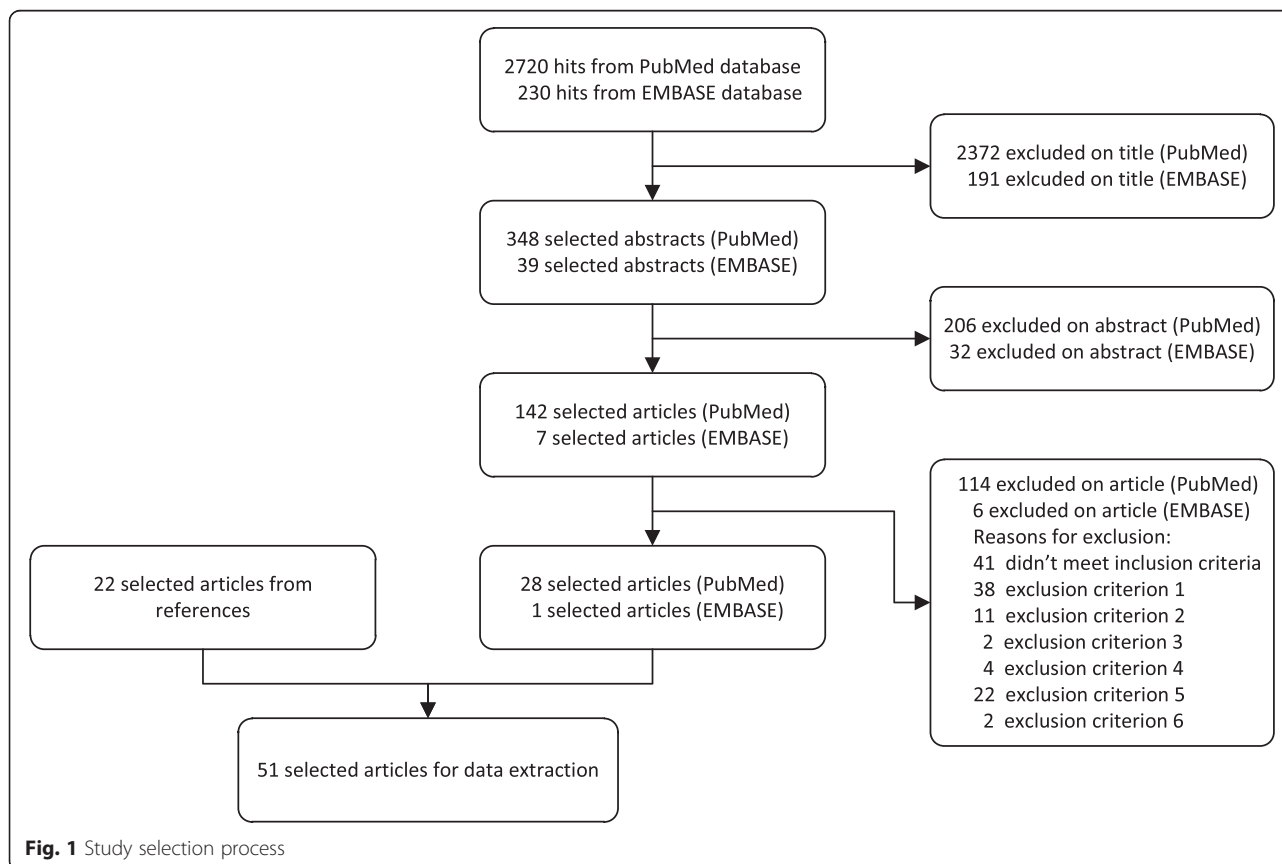 2720 hits from PubMed database
230 hits from EMBASE database
2372 excluded on title (PubMed)
191 exlcuded on title (EMBASE)
348 selected abstracts (PubMed)
39 selected abstracts (EMBASE)
206 excluded on abstract (PubMed)
32 excluded on abstract (EMBASE)
142 selected articles (PubMed)
7 selected articles (EMBASE)
114 excluded on article (PubMed)
6 excluded on article (EMBASE)
Reasons for exclusion:
41 didn't meet inclusion criteria
38 exclusion criterion 1
11 exclusion criterion 2
2 exclusion criterion 3
4 exclusion criterion 4
22 exclusion criterion 5
2 exclusion criterion 6
22 selected articles from
references
28 selected articles (PubMed)
1 selected articles (EMBASE)
51 selected articles for data extraction
Fig. 1 Study selection process